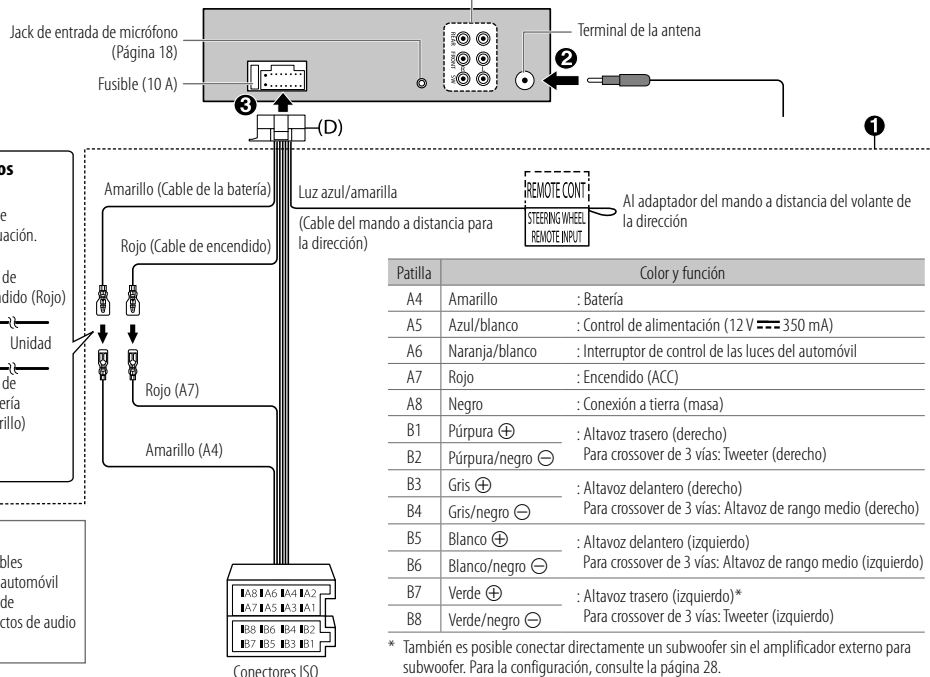 Jack de entrada de micrófono
(Página 18)
Fusible (10 A)
REAR
FRONT
SW
Terminal de la antena
2
3
(D)
1
os
e
uación.
de
dido (Rojo)
Unidad
de
ería
rillo)
Amarillo (Cable de la batería)
Rojo (Cable de encendido)
Luz azul/amarilla
(Cable del mando a distancia para
la dirección)
REMOTE CONT
STEERING WHEEL
REMOTE INPUT
Al adaptador del mando a distancia del volante de
la dirección
Rojo (A7)
Amarillo (A4)
Patilla Color y función
A4 Amarillo : Batería
A5 Azul/blanco : Control de alimentación (12 V ⎓ 350 mA)
A6 Naranja/blanco : Interruptor de control de las luces del automóvil
A7 Rojo : Encendido (ACC)
A8 Negro : Conexión a tierra (masa)
B1 Púrpura ⊕ : Altavoz trasero (derecho)
B2 Púrpura/negro ⊖ Para crossover de 3 vías: Tweeter (derecho)
B3 Gris ⊕ : Altavoz delantero (derecho)
B4 Gris/negro ⊖ Para crossover de 3 vías: Altavoz de rango medio (derecho)
B5 Blanco ⊕ : Altavoz delantero (izquierdo)
B6 Blanco/negro ⊖ Para crossover de 3 vías: Altavoz de rango medio (izquierdo)
B7 Verde ⊕ : Altavoz trasero (izquierdo)*
B8 Verde/negro ⊖ Para crossover de 3 vías: Tweeter (izquierdo)
* También es posible conectar directamente un subwoofer sin el amplificador externo para
subwoofer. Para la configuración, consulte la página 28.
bles
automóvil
de
ctos de audio
A8 A6 A4 A2
A7 A5 A3 A1
B8 B6 B4 B2
B7 B5 B3 B1
Conectores ISO